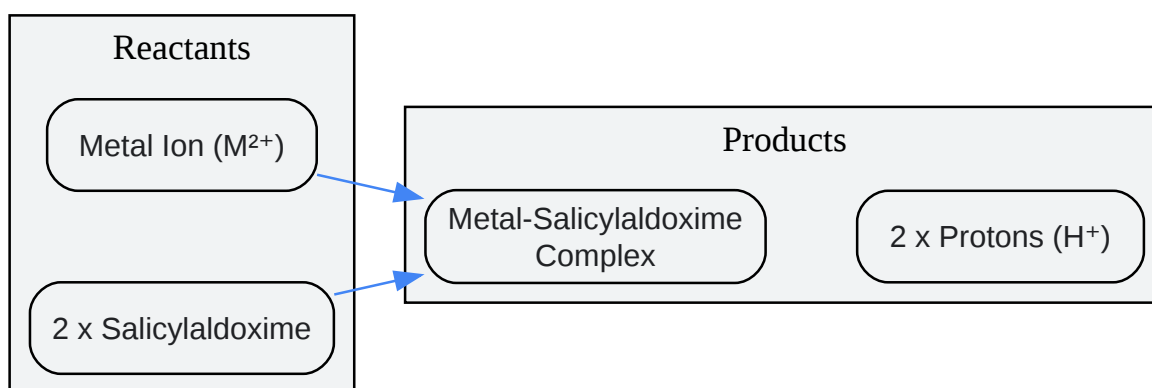 Reactants
Metal Ion (M²⁺)
2 x Salicylaldoxime
Products
Metal-Salicylaldoxime
Complex
2 x Protons (H⁺)